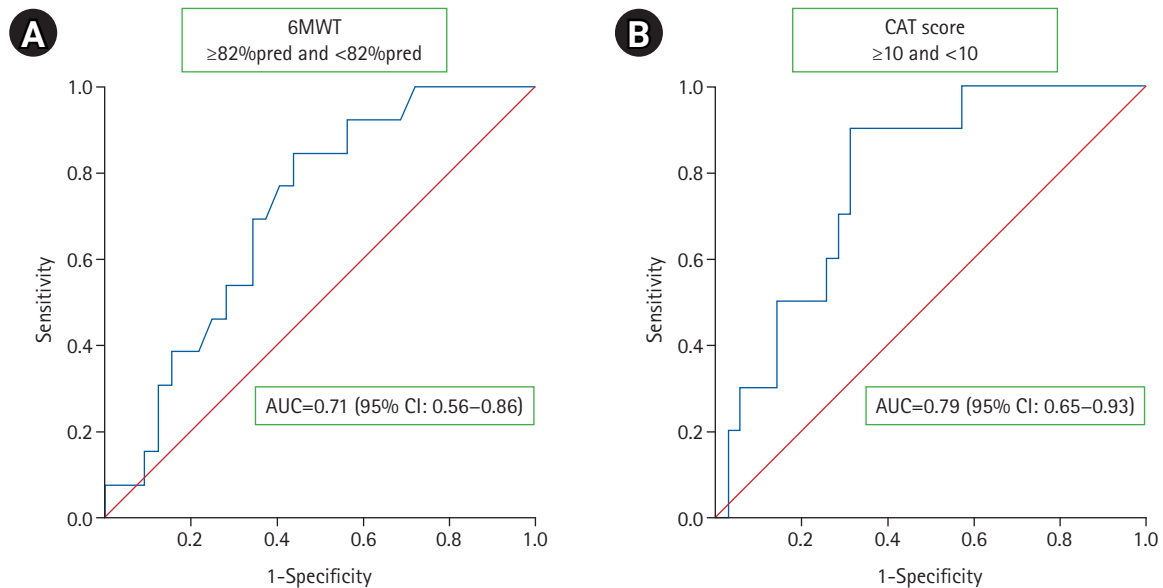 A
6MWT
≥82%pred and <82%pred
1.0
0.8
0.6
0.4
0.2
0.0
Sensitivity
AUC=0.71 (95% CI: 0.56–0.86)
0.2
0.4
0.6
0.8
1.0
1-Specificity
B
CAT score
≥10 and <10
1.0
0.8
0.6
0.4
0.2
0.0
Sensitivity
AUC=0.79 (95% CI: 0.65–0.93)
0.2
0.4
0.6
0.8
1.0
1-Specificity